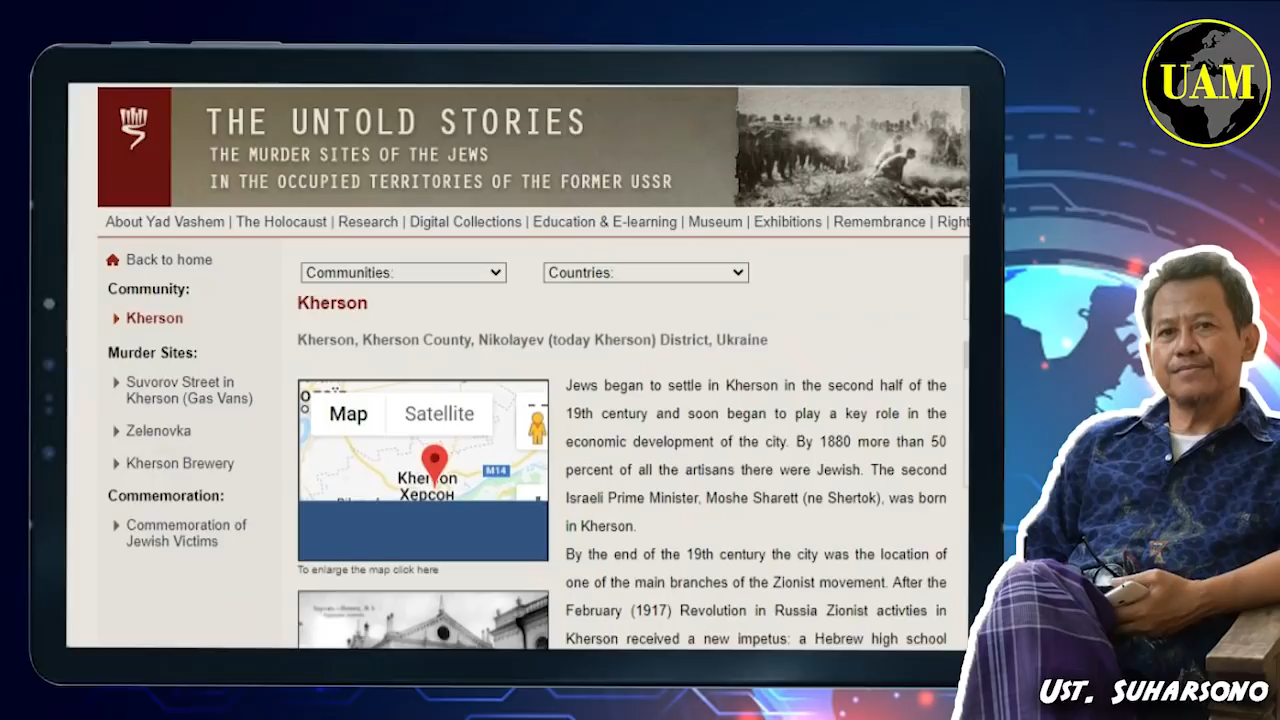 UAM
THE UNTOLD STORIES
THE MURDER SITES OF THE JEWS
IN THE OCCUPIED TERRITORIES OF THE FORMER USSR
About Yad Vashem | The Holocaust | Research | Digital Collections | Education & E-learning | Museum | Exhibitions | Remembrance | Right
Back to home
Community:
Kherson
Murder Sites:
Suvorov Street in
Kherson (Gas Vans)
Zelenovka
Kherson Brewery
Commemoration:
Commemoration of
Jewish Victims
Communities:
Countries:
Kherson
Kherson, Kherson County, Nikolayev (today Kherson) District, Ukraine
Map
Satellite
M14
Kherson
Херсон
To enlarge the map click here
Jews began to settle in Kherson in the second half of the
19th century and soon began to play a key role in the
economic development of the city. By 1880 more than 50
percent of all the artisans there were Jewish. The second
Israeli Prime Minister, Moshe Sharett (ne Shertok), was born
in Kherson.
By the end of the 19th century the city was the location of
one of the main branches of the Zionist movement. After the
February (1917) Revolution in Russia Zionist activties in
Kherson received a new impetus: a Hebrew high school
UST. SUHARSONO